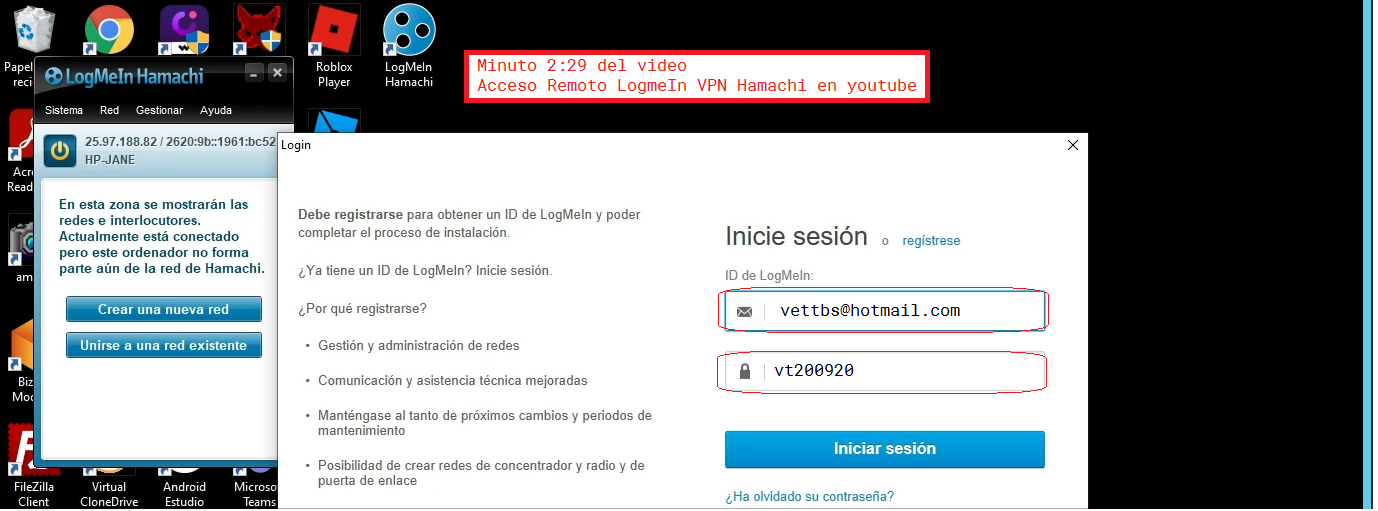 Papel
reci
Roblox
Player
LogMeIn
Hamachi
Minuto 2:29 del video
Acceso Remoto LogmeIn VPN Hamachi en youtube
LogMeIn Hamachi
Sistema Red Gestionar Ayuda
25.97.188.82 / 2620:9b::1961:bc52
HP-JANE
Acro
Read
En esta zona se mostrarán las
redes e interlocutores.
Actualmente está conectado
pero este ordenador no forma
parte aún de la red de Hamachi.
am
Crear una nueva red
Unirse a una red existente
Biz
Mod
Login
Debe registrarse para obtener un ID de LogMeIn y poder
completar el proceso de instalación.
¿Ya tiene un ID de LogMeIn? Inicie sesión.
¿Por qué registrarse?
• Gestión y administración de redes
• Comunicación y asistencia técnica mejoradas
• Manténgase al tanto de próximos cambios y periodos de
mantenimiento
• Posibilidad de crear redes de concentrador y radio y de
puerta de enlace
Inicie sesión o regístrese
ID de LogMeIn:
vettbs@hotmail.com
vt200920
Iniciar sesión
¿Ha olvidado su contraseña?
FileZilla
Client
Virtual
CloneDrive
Android
Estudio
Microso
Teams